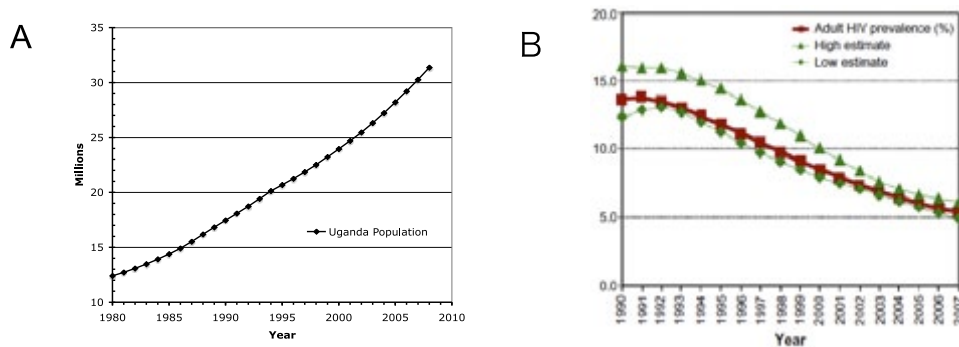 A
35
30
25
20
15
10
Millions
Uganda Population
1980 1985 1990 1995 2000 2005 2010
Year
B
20.0
15.0
10.0
5.0
0.0
Adult HIV prevalence (%)
High estimate
Low estimate
1990 1991 1992 1993 1994 1995 1996 1997 1998 1999 2000 2001 2002 2003 2004 2005 2006 2007
Year